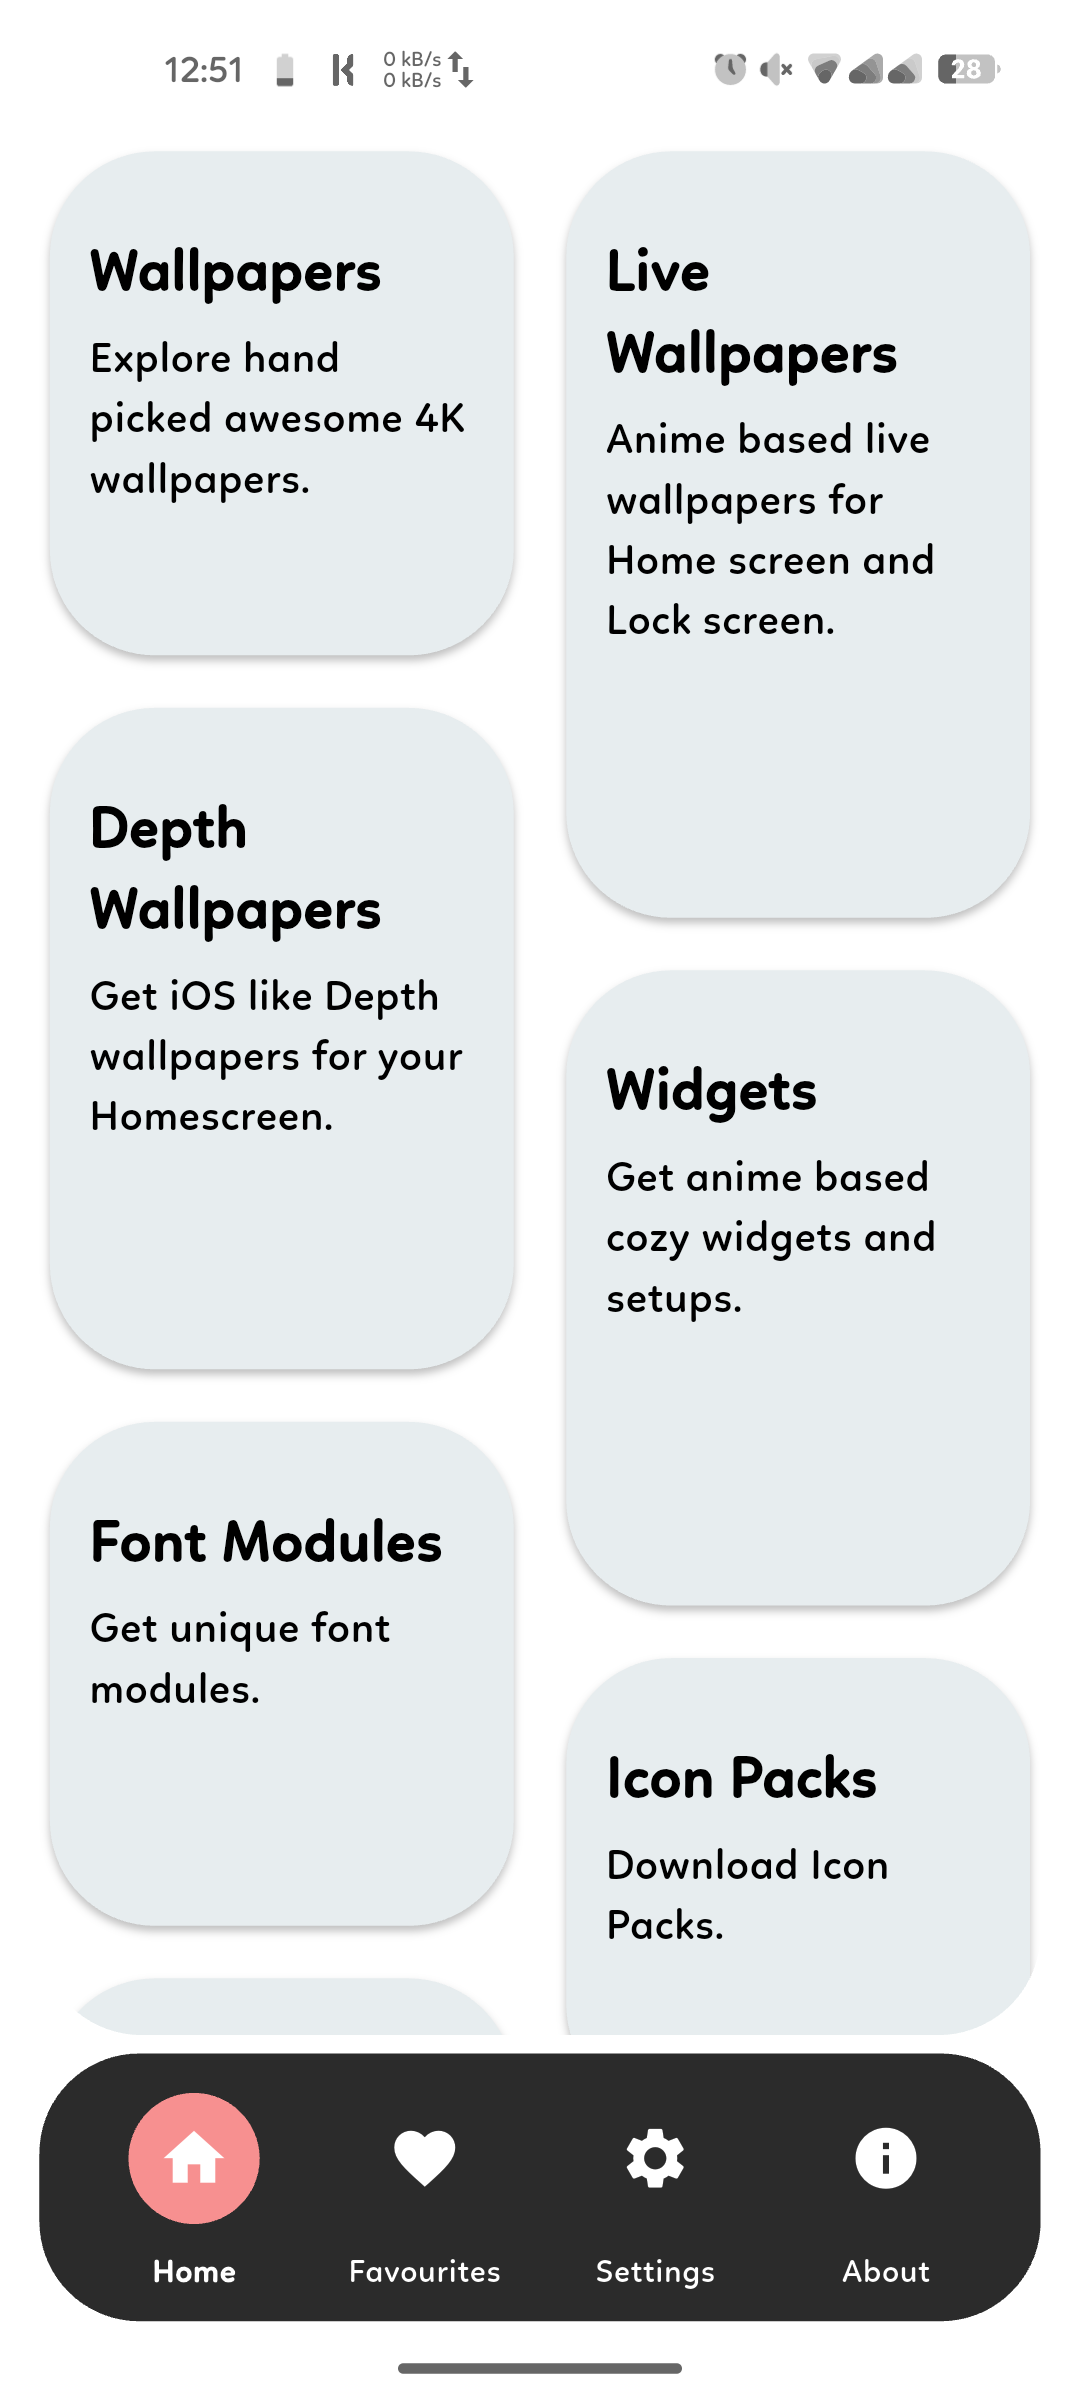 12:51
0 kB/s
0 kB/s
28
Wallpapers
Explore hand
picked awesome 4K
wallpapers.
Live
Wallpapers
Anime based live
wallpapers for
Home screen and
Lock screen.
Depth
Wallpapers
Get iOS like Depth
wallpapers for your
Homescreen.
Widgets
Get anime based
cozy widgets and
setups.
Font Modules
Get unique font
modules.
Icon Packs
Download Icon
Packs.
Home
Favourites
Settings
About